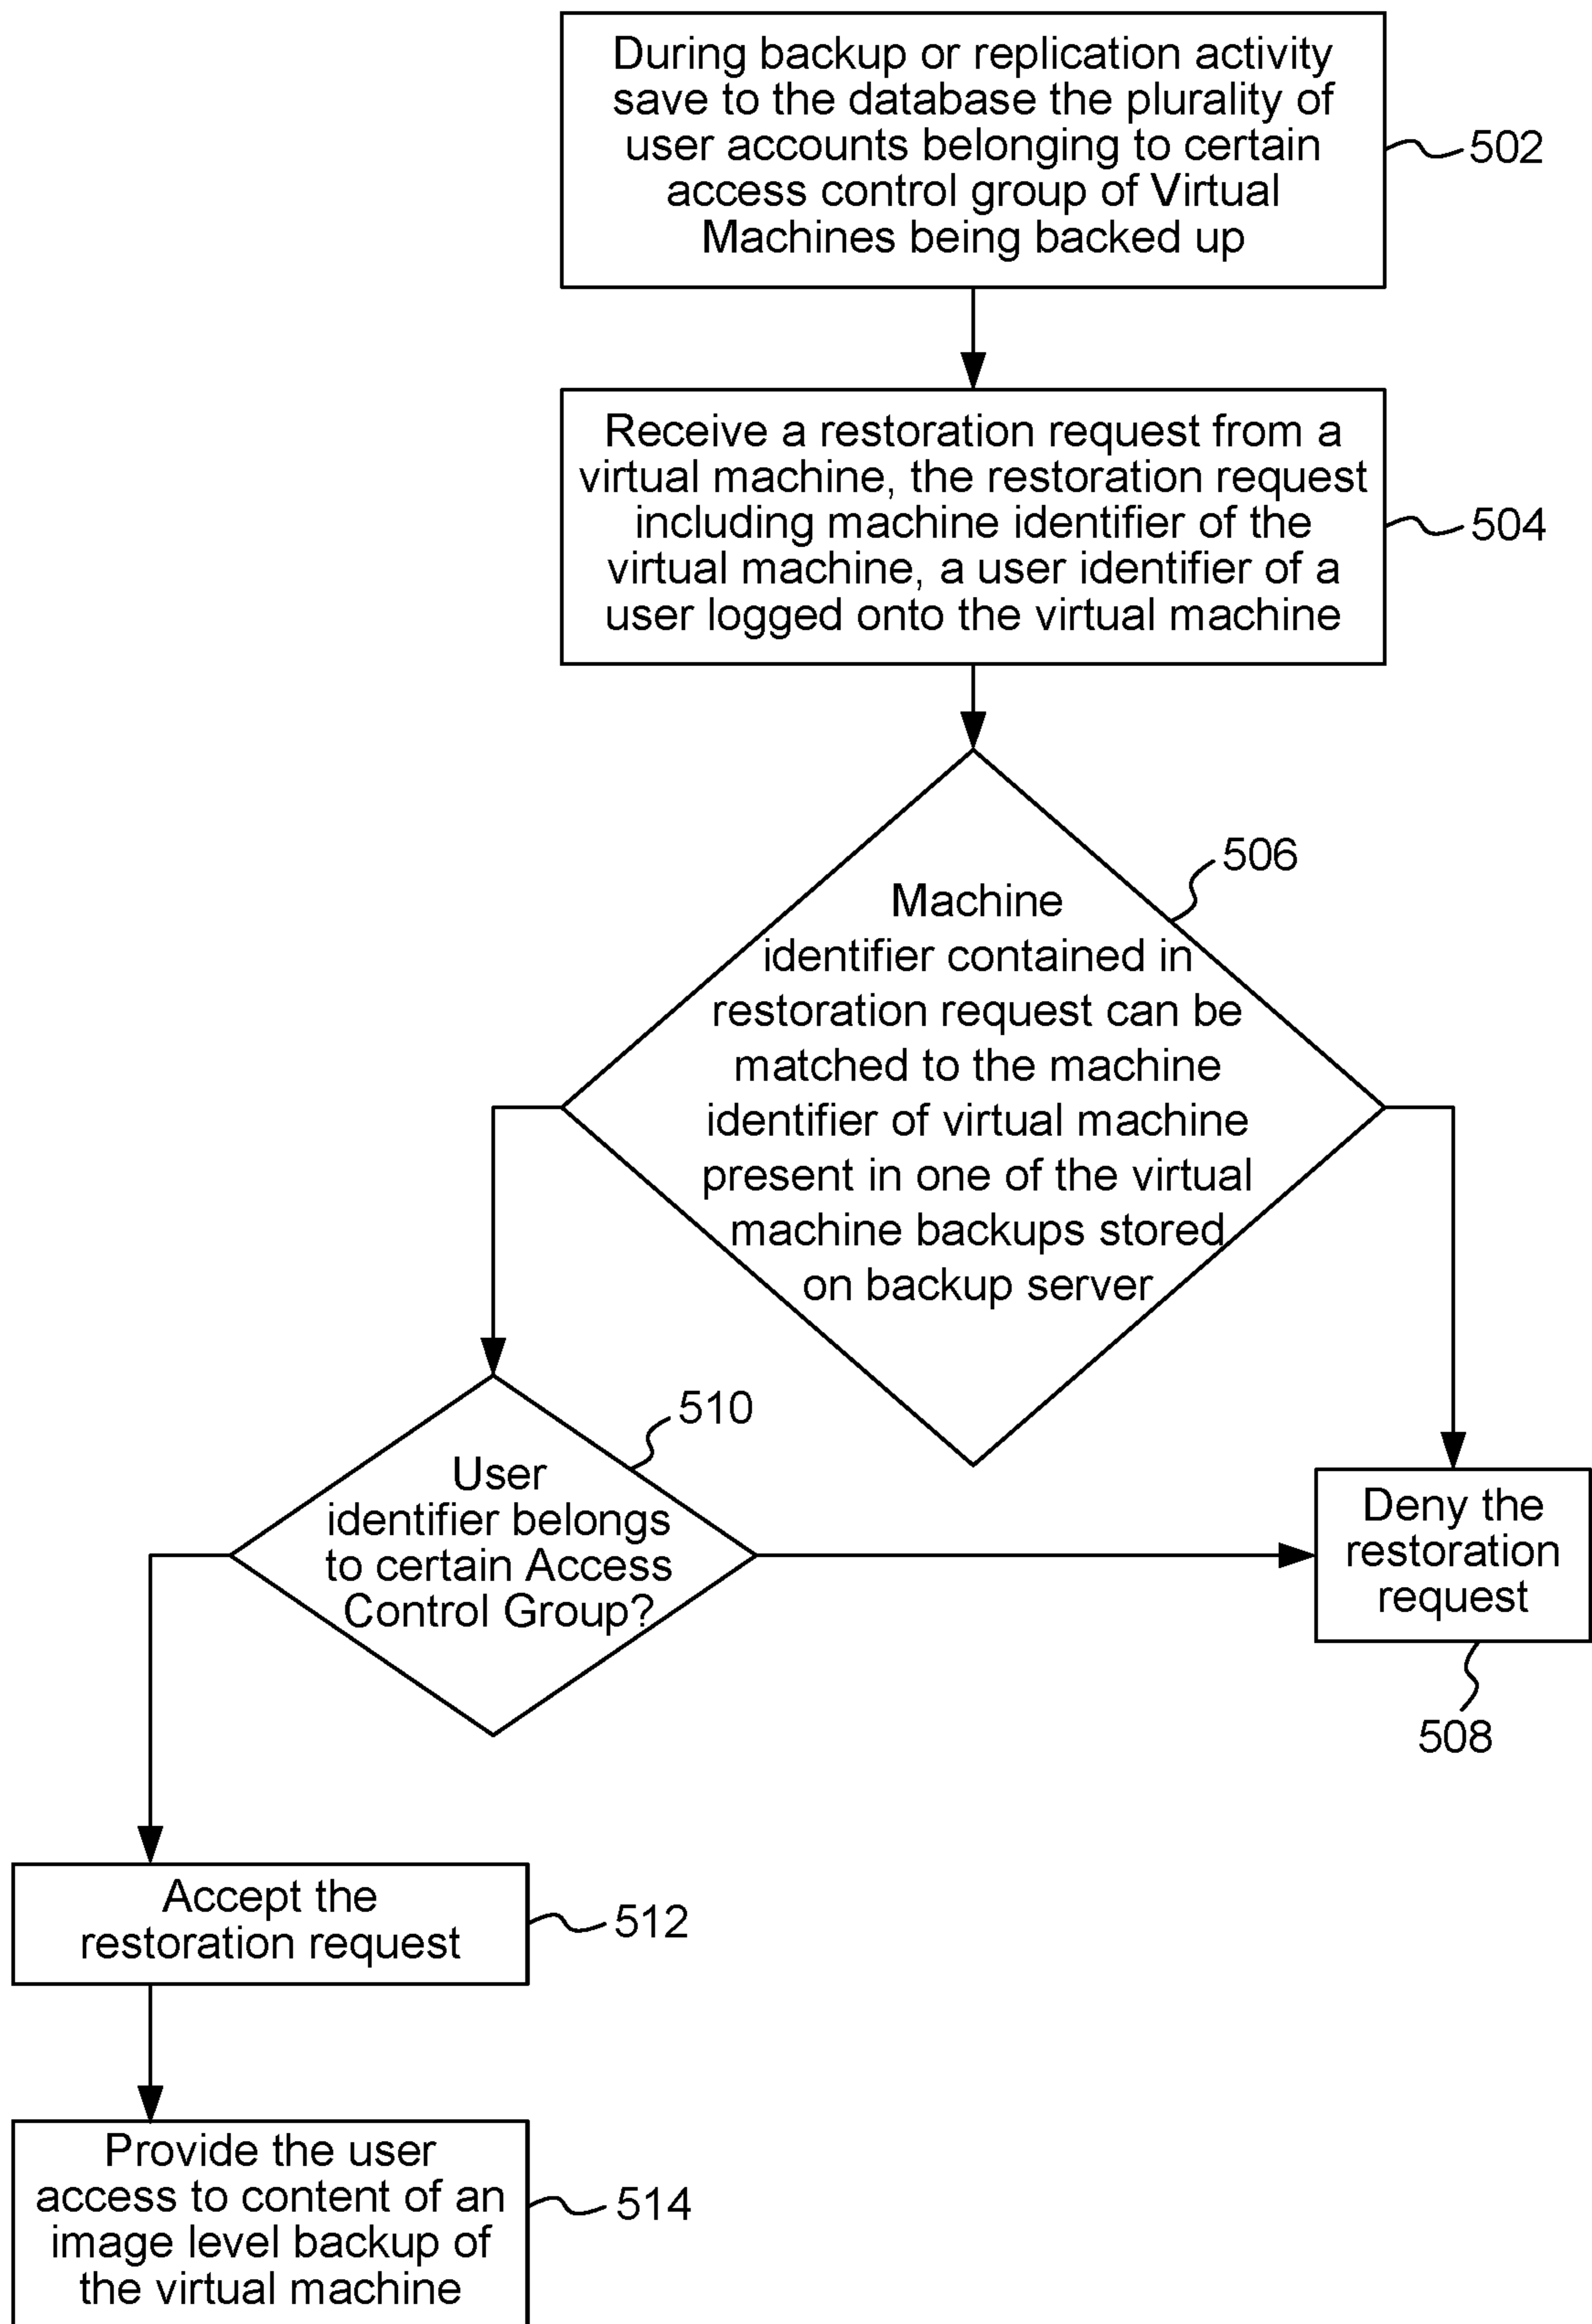 During backup or replication activity
save to the database the plurality of
user accounts belonging to certain
access control group of Virtual
Machines being backed up
502
Receive a restoration request from a
virtual machine, the restoration request
including machine identifier of the
virtual machine, a user identifier of a
user logged onto the virtual machine
504
506
Machine
identifier contained in
restoration request can be
matched to the machine
identifier of virtual machine
present in one of the virtual
machine backups stored
on backup server
510
User
identifier belongs
to certain Access
Control Group?
Deny the
restoration
request
508
Accept the
restoration request
512
Provide the user
access to content of an
image level backup of
the virtual machine
514